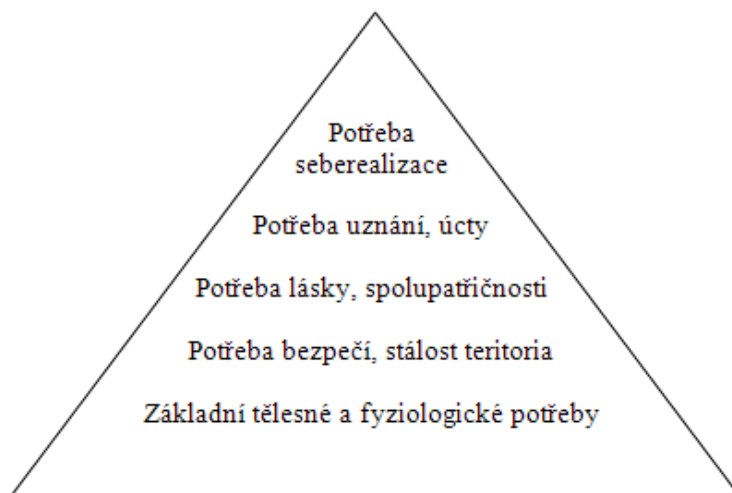 Potřeba
seberealizace
Potřeba uznání, úcty
Potřeba lásky, spolupatřičnosti
Potřeba bezpečí, stálost teritoria
Základní tělesné a fyziologické potřeby